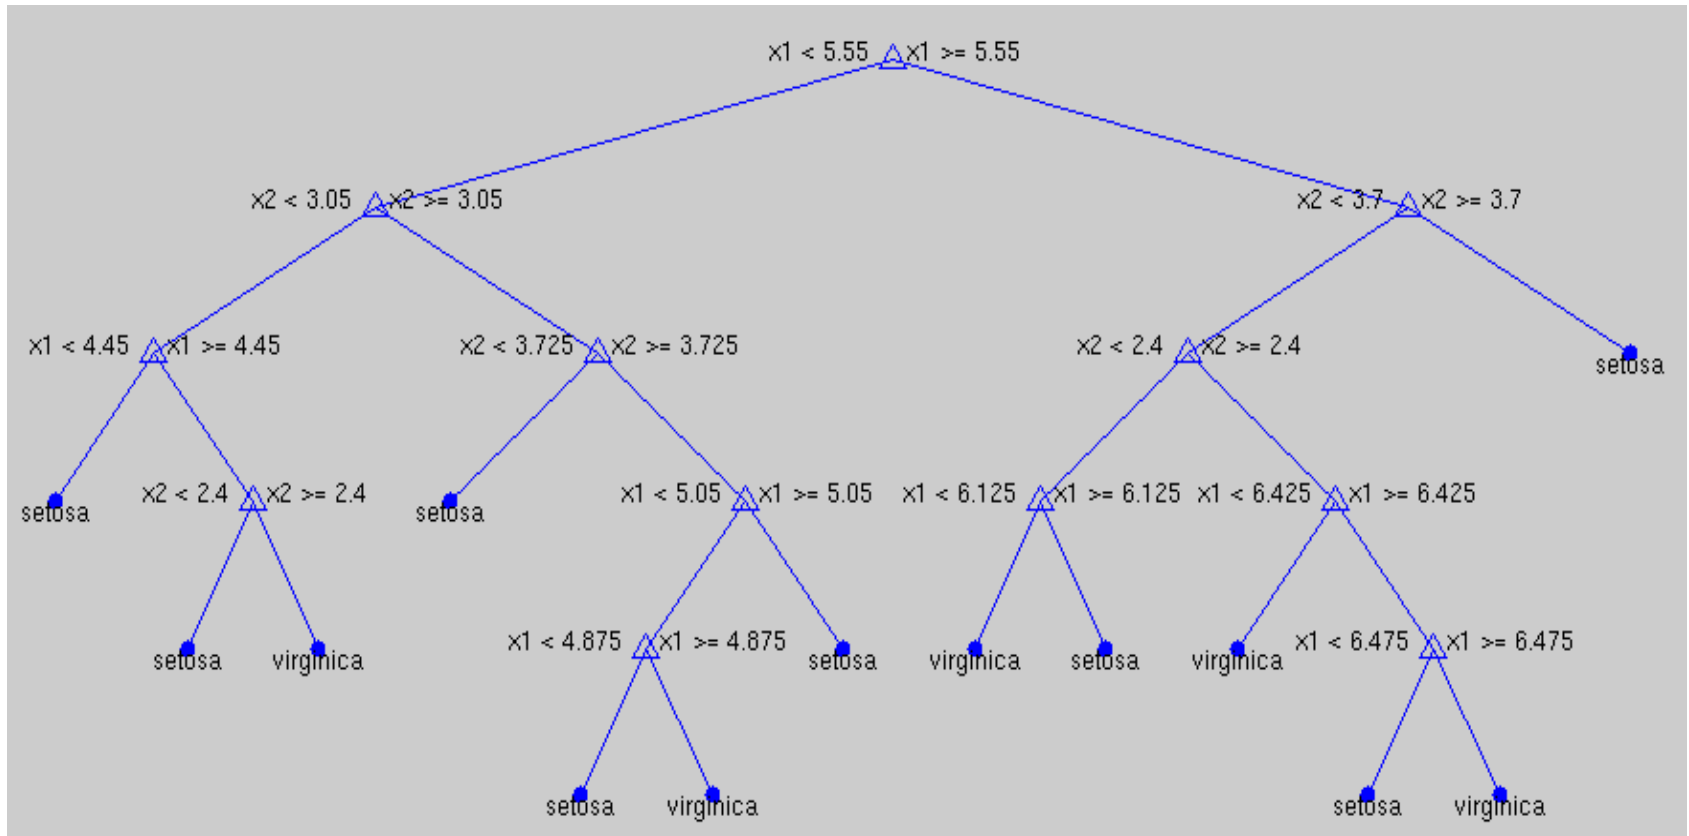 x1 < 5.55 x1 >= 5.55
x2 < 3.05 x2 >= 3.05 x2 < 3.7 x2 >= 3.7
x1 < 4.45 x1 >= 4.45 x2 < 3.725 x2 >= 3.725 x2 < 2.4 x2 >= 2.4 setosa
setosa x2 < 2.4 x2 >= 2.4 setosa x1 < 5.05 x1 >= 5.05 x1 < 6.125 x1 >= 6.125 x1 < 6.425 x1 >= 6.425
setosa virginica x1 < 4.875 x1 >= 4.875 setosa virginica setosa virginica x1 < 6.475 x1 >= 6.475
setosa virginica setosa virginica